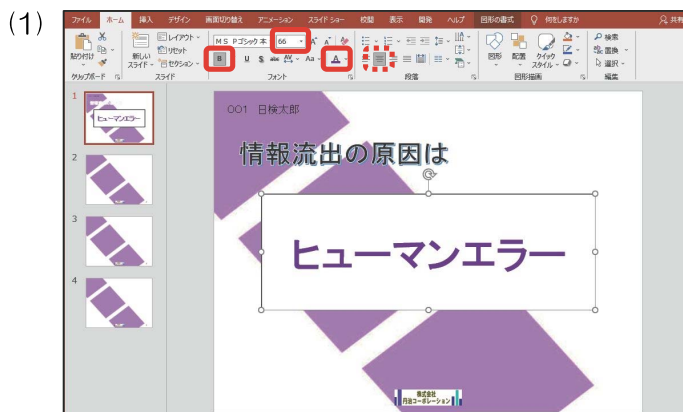 (1)
ファイル ホーム 挿入 デザイン 画面切り替え アニメーション スライド ショー 校閲 表示 開発 ヘルプ 図形の書式 何をしますか 共有
貼り付け 新しいスライド レイアウト リセット セクション
ＭＳ Ｐゴシック 本 66 A A
B U S abc AV Aa A
図形 配置 クイックスタイル 検索 置換 選択
クリップボード スライド フォント 段落 図形描画 編集
1
ヒューマンエラー
2
3
4
001 日検太郎
情報流出の原因は
ヒューマンエラー
株式会社
丹治コーポレーション